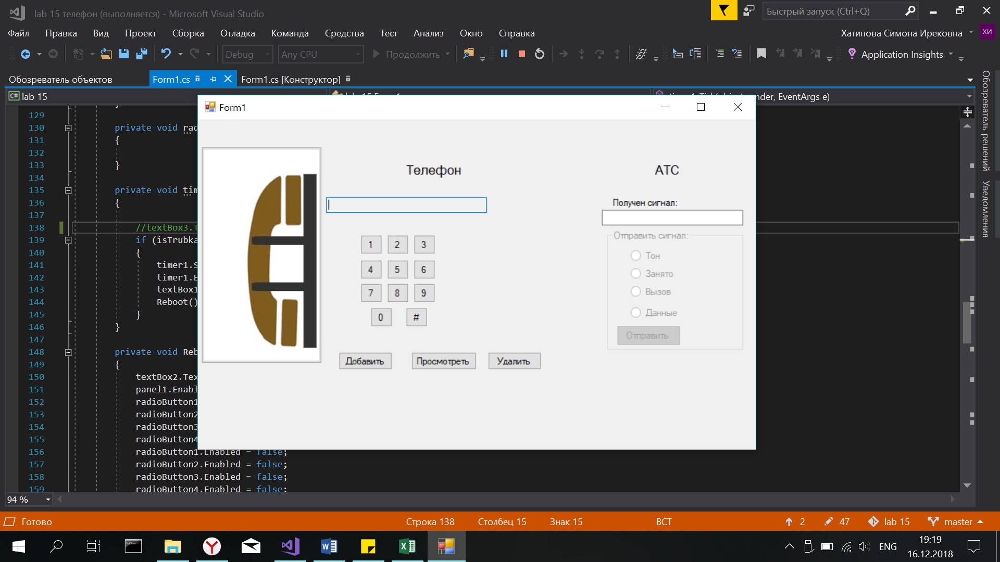 lab 15 телефон (выполняется) - Microsoft Visual Studio
Быстрый запуск (Ctrl+Q)
Файл Правка Вид Проект Сборка Отладка Команда Средства Тест Анализ Окно Справка
Хатипова Симона Ирековна
ХИ
Debug Any CPU Продолжить Application Insights
Обозреватель объектов Form1.cs Form1.cs [Конструктор]
C# lab 15
EventArgs e)
Form1
129
130 private void rad
131 {
132
133 }
134
135 private void tim
136 {
137
138 //textBox3.T
139 if (isTrubka
140 {
141 timer1.S
142 timer1.E
143 textBox1
144 Reboot()
145 }
146 }
147
148 private void Reb
149 {
150 textBox2.Tex
151 panel1.Enabl
152 radioButton1
153 radioButton2
154 radioButton3
155 radioButton4
156 radioButton1.Enabled = false;
157 radioButton2.Enabled = false;
158 radioButton3.Enabled = false;
159 radioButton4.Enabled = false;
Телефон
1 2 3
4 5 6
7 8 9
0 #
Добавить Просмотреть Удалить
АТС
Получен сигнал:
Отправить сигнал:
Тон
Занято
Вызов
Данные
Отправить
Обозреватель решений
Уведомления
94 %
Готово Строка 138 Столбец 15 Знак 15 ВСТ 2 47 lab 15 master
ENG
19:19
16.12.2018